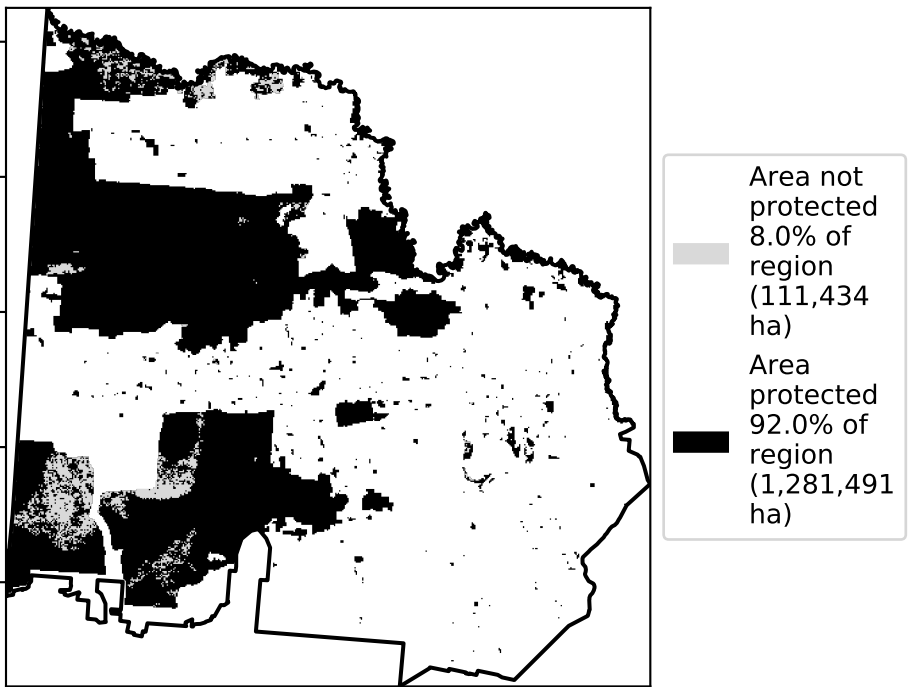 Area not
protected
8.0% of
region
(111,434
ha)
Area
protected
92.0% of
region
(1,281,491
ha)